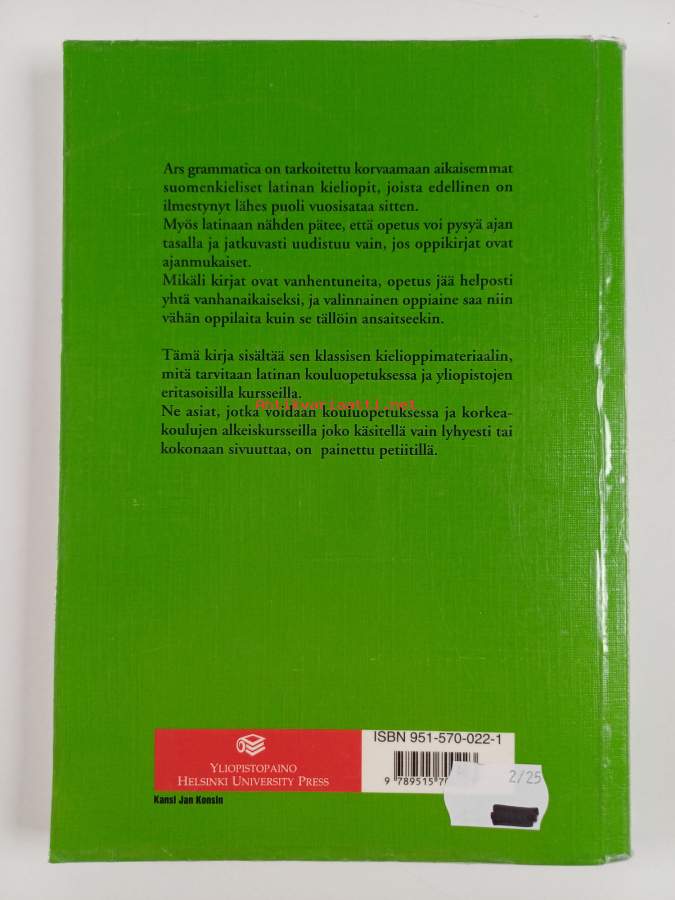 Ars grammatica on tarkoitettu korvaamaan aikaisemmat
suomenkieliset latinan kieliopit, joista edellinen on
ilmestynyt lähes puoli vuosisataa sitten.
Myös latinaan nähden pätee, että opetus voi pysyä ajan
tasalla ja jatkuvasti uudistuu vain, jos oppikirjat ovat
ajanmukaiset.
Mikäli kirjat ovat vanhentuneita, opetus jää helposti
yhtä vanhanaikaiseksi, ja valinnainen oppiaine saa niin
vähän oppilaita kuin se tällöin ansaitseekin.
Tämä kirja sisältää sen klassisen kielioppimateriaalin,
mitä tarvitaan latinan kouluopetuksessa ja yliopistojen
eritasoisilla kursseilla.
Antikvariaatti.net
Ne asiat, jotka voidaan kouluopetuksessa ja korkea-
koulujen alkeiskursseilla joko käsitellä vain lyhyesti tai
kokonaan sivuuttaa, on painettu petiitillä.
YLIOPISTOPAINO
HELSINKI UNIVERSITY PRESS
ISBN 951-570-022-1
9 789515 7
2/25
Kansi Jan Konsin